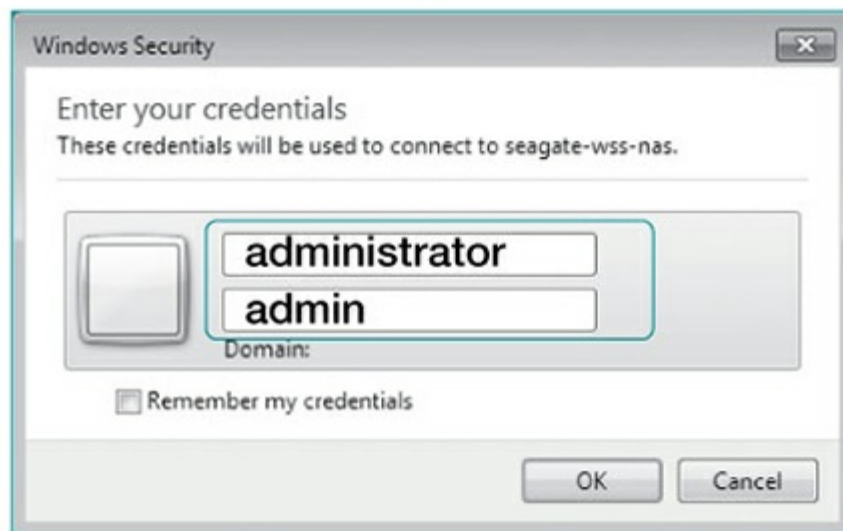 Windows Security
Enter your credentials
These credentials will be used to connect to seagate-wss-nas.
administrator
admin
Domain:
Remember my credentials
OK
Cancel